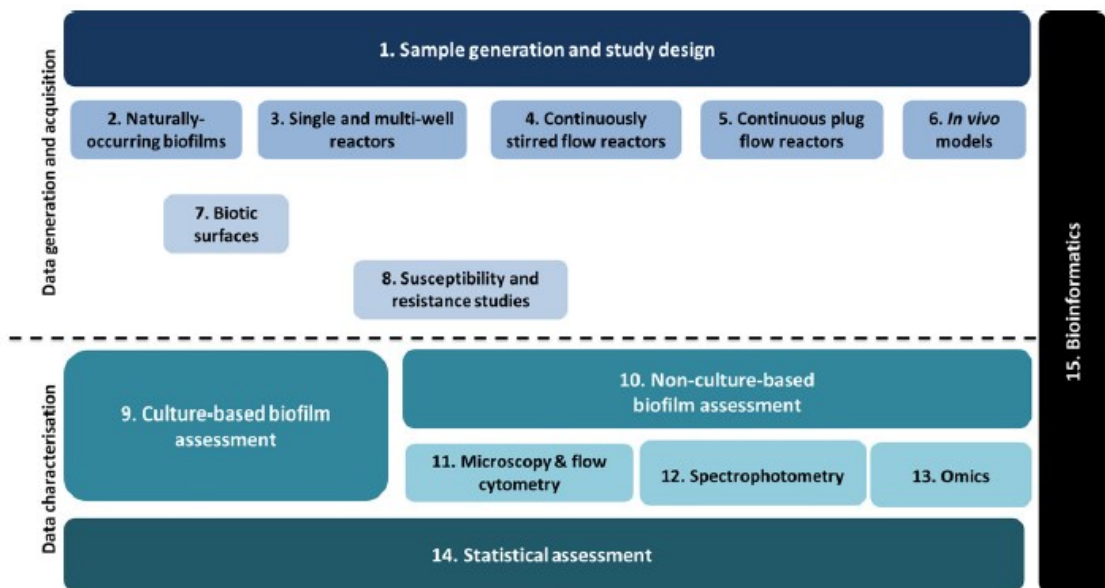 Data generation and acquisition
1. Sample generation and study design
2. Naturally-
occurring biofilms
3. Single and multi-well
reactors
4. Continuously
stirred flow reactors
5. Continuous plug
flow reactors
6. In vivo
models
7. Biotic
surfaces
8. Susceptibility and
resistance studies
Data characterisation
9. Culture-based biofilm
assessment
10. Non-culture-based
biofilm assessment
11. Microscopy & flow
cytometry
12. Spectrophotometry
13. Omics
14. Statistical assessment
15. Bioinformatics